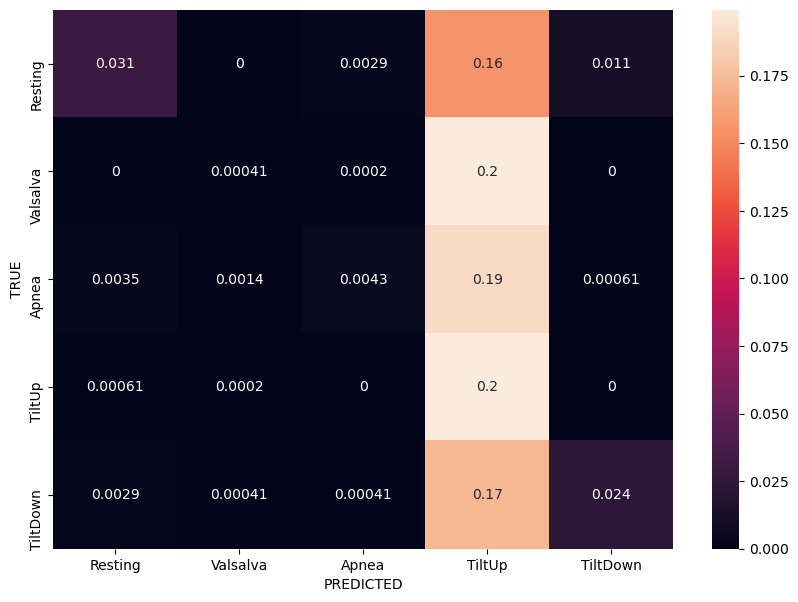 Resting 0.031 0 0.0029 0.16 0.011
Valsalva 0 0.00041 0.0002 0.2 0
Apnea 0.0035 0.0014 0.0043 0.19 0.00061
TiltUp 0.00061 0.0002 0 0.2 0
TiltDown 0.0029 0.00041 0.00041 0.17 0.024
TRUE
Resting Valsalva Apnea TiltUp TiltDown
PREDICTED
0.175
0.150
0.125
0.100
0.075
0.050
0.025
0.000